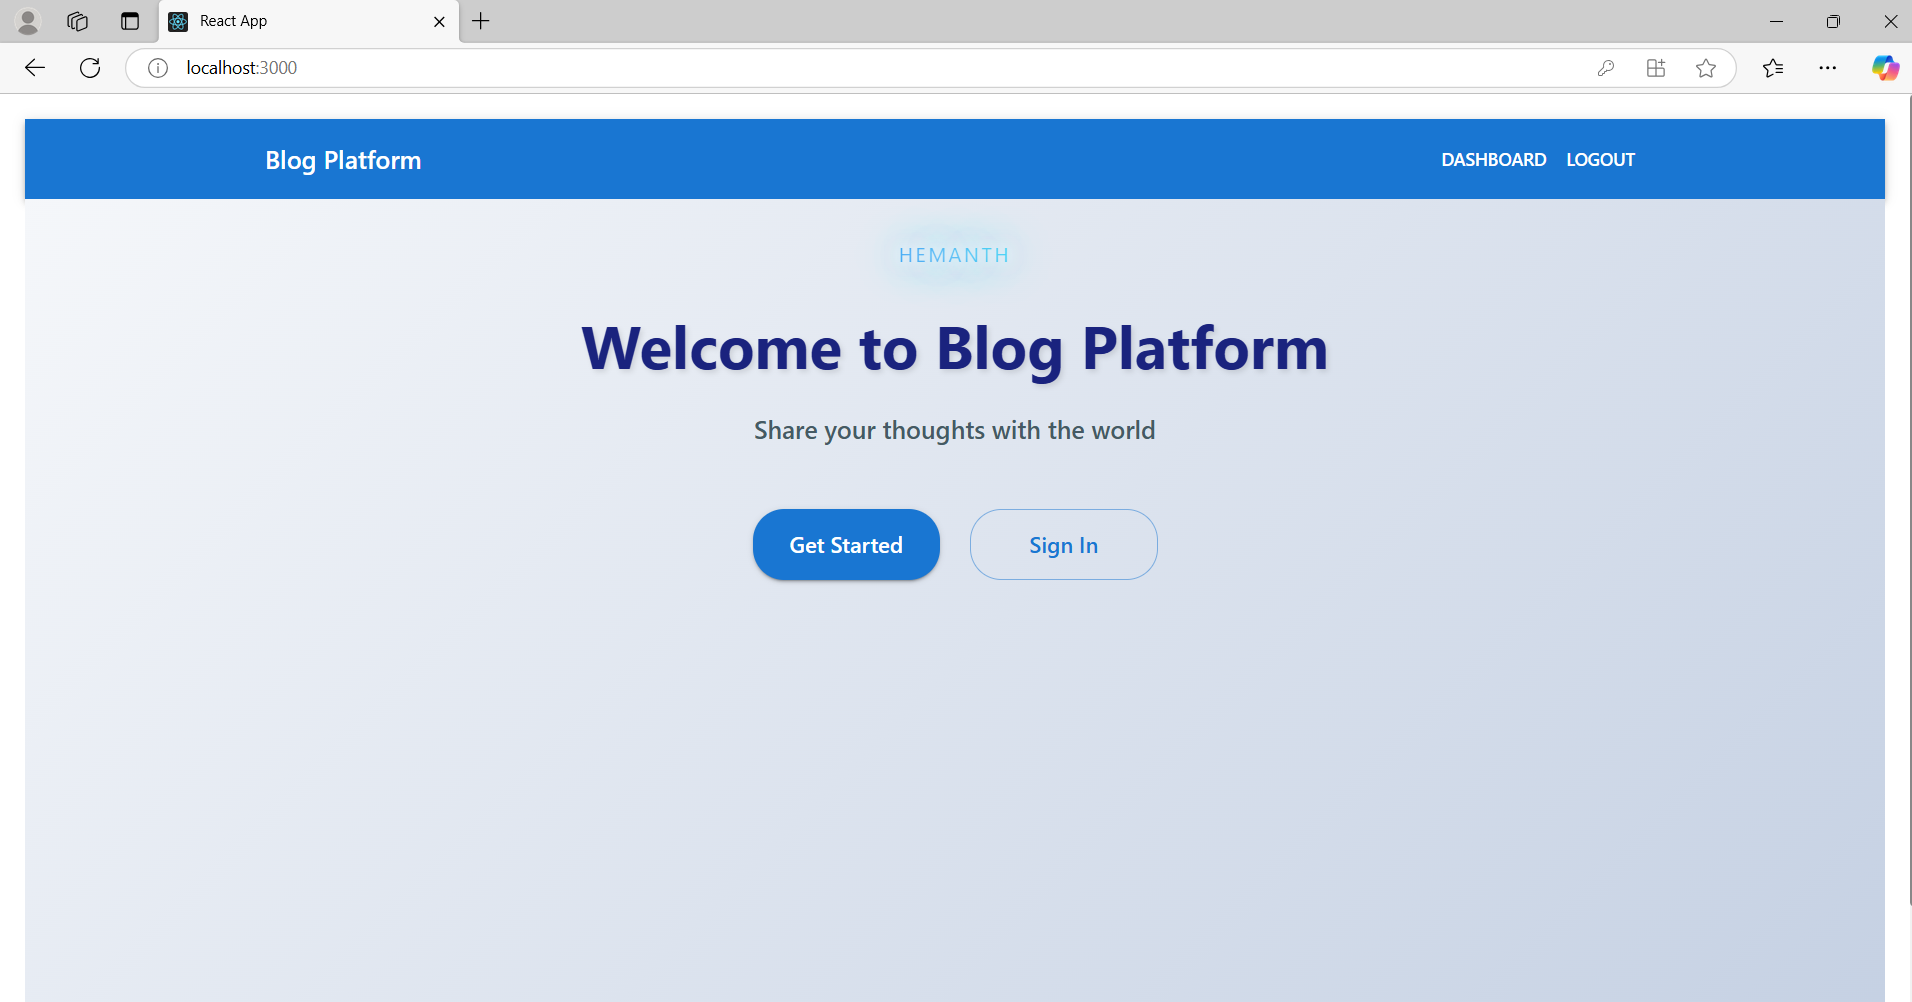 React App
localhost:3000
Blog Platform
DASHBOARD LOGOUT
HEMANTH
Welcome to Blog Platform
Share your thoughts with the world
Get Started Sign In